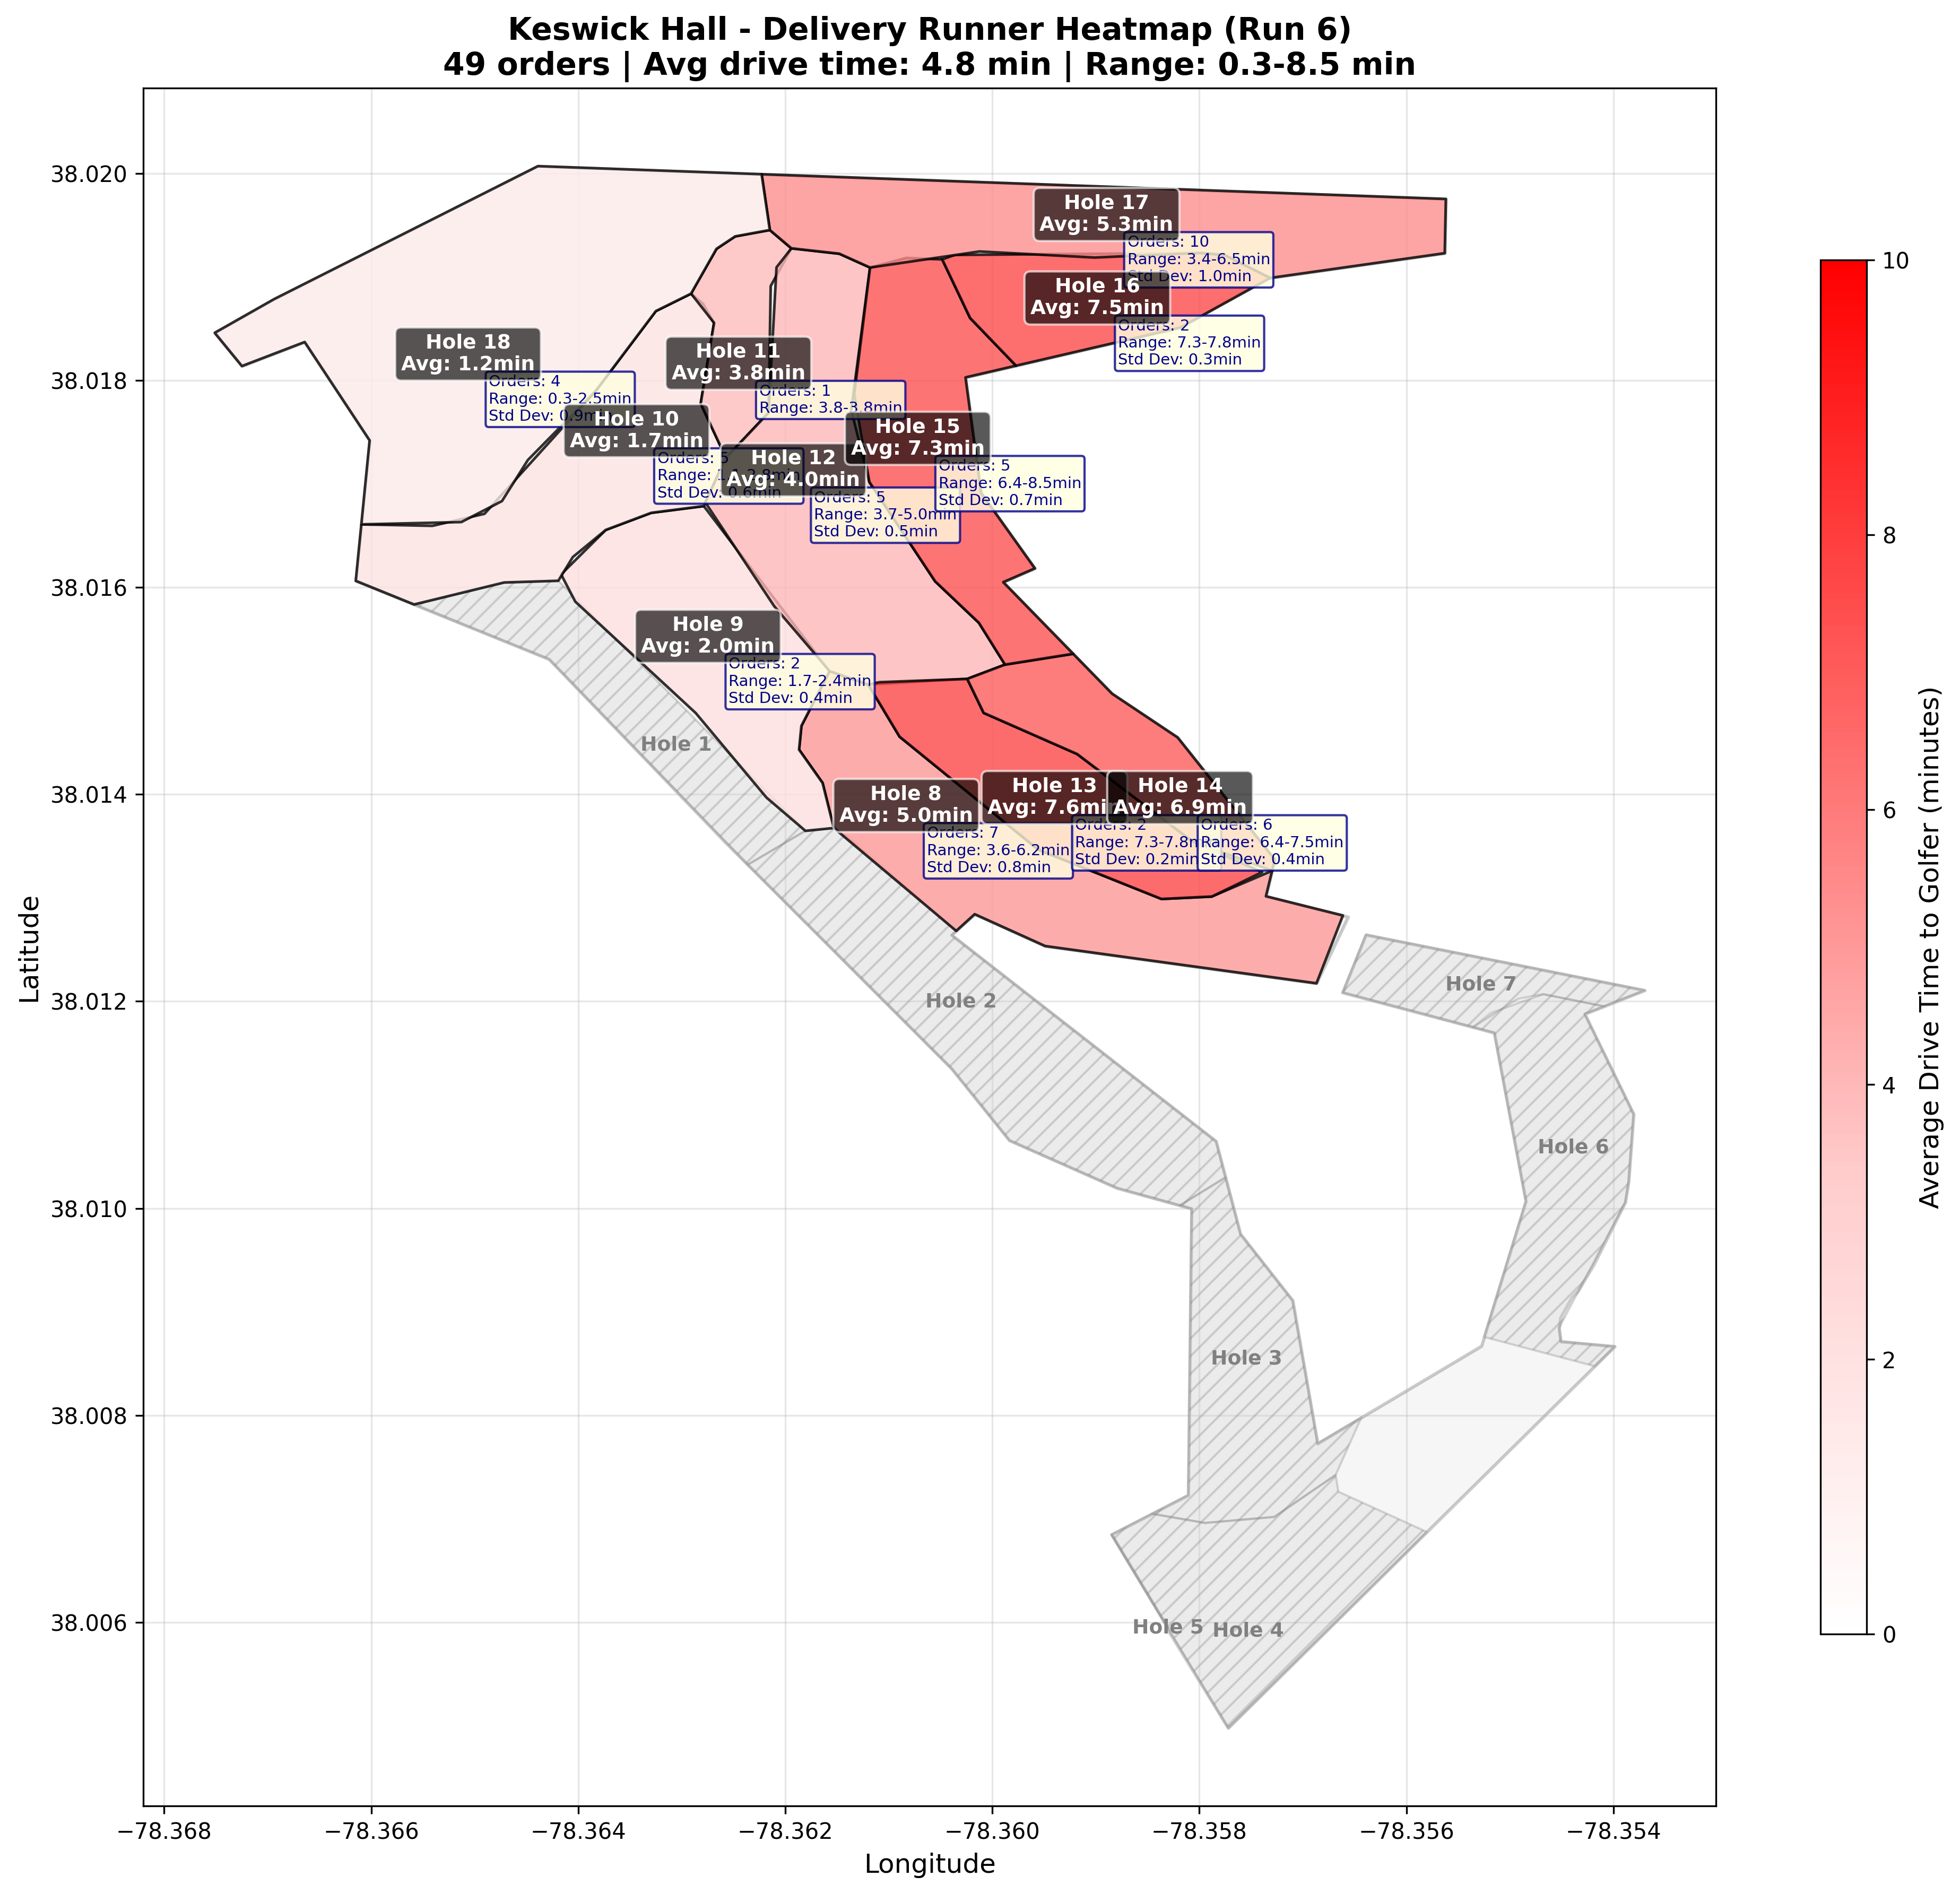 Keswick Hall - Delivery Runner Heatmap (Run 6)
49 orders | Avg drive time: 4.8 min | Range: 0.3-8.5 min
Latitude
38.020
38.018
38.016
38.014
38.012
38.010
38.008
38.006
Hole 17
Avg: 5.3min
Orders: 10
Range: 3.4-6.5min
Std Dev: 1.0min
Hole 16
Avg: 7.5min
Orders: 2
Range: 7.3-7.8min
Std Dev: 0.3min
Hole 18
Avg: 1.2min
Orders: 4
Range: 0.3-2.5min
Std Dev: 0.9min
Hole 11
Avg: 3.8min
Orders: 1
Range: 3.8-3.8min
Hole 10
Avg: 1.7min
Orders: 5
Range:
Std Dev: 0.6min
Hole 15
Avg: 7.3min
Orders: 5
Range: 6.4-8.5min
Std Dev: 0.7min
Hole 12
Avg: 4.0min
Orders: 5
Range: 3.7-5.0min
Std Dev: 0.5min
Hole 9
Avg: 2.0min
Orders: 2
Range: 1.7-2.4min
Std Dev: 0.4min
Hole 1
Hole 8
Avg: 5.0min
Orders: 7
Range: 3.6-6.2min
Std Dev: 0.8min
Hole 13
Avg: 7.6min
Orders: 2
Range: 7.3-7.8m
Std Dev: 0.2min
Hole 14
Avg: 6.9min
Orders: 6
Range: 6.4-7.5min
Std Dev: 0.4min
Hole 2
Hole 7
Hole 6
Hole 3
Hole 5
Hole 4
−78.368
−78.366
−78.364
−78.362
−78.360
−78.358
−78.356
−78.354
Longitude
10
8
6
4
2
0
Average Drive Time to Golfer (minutes)